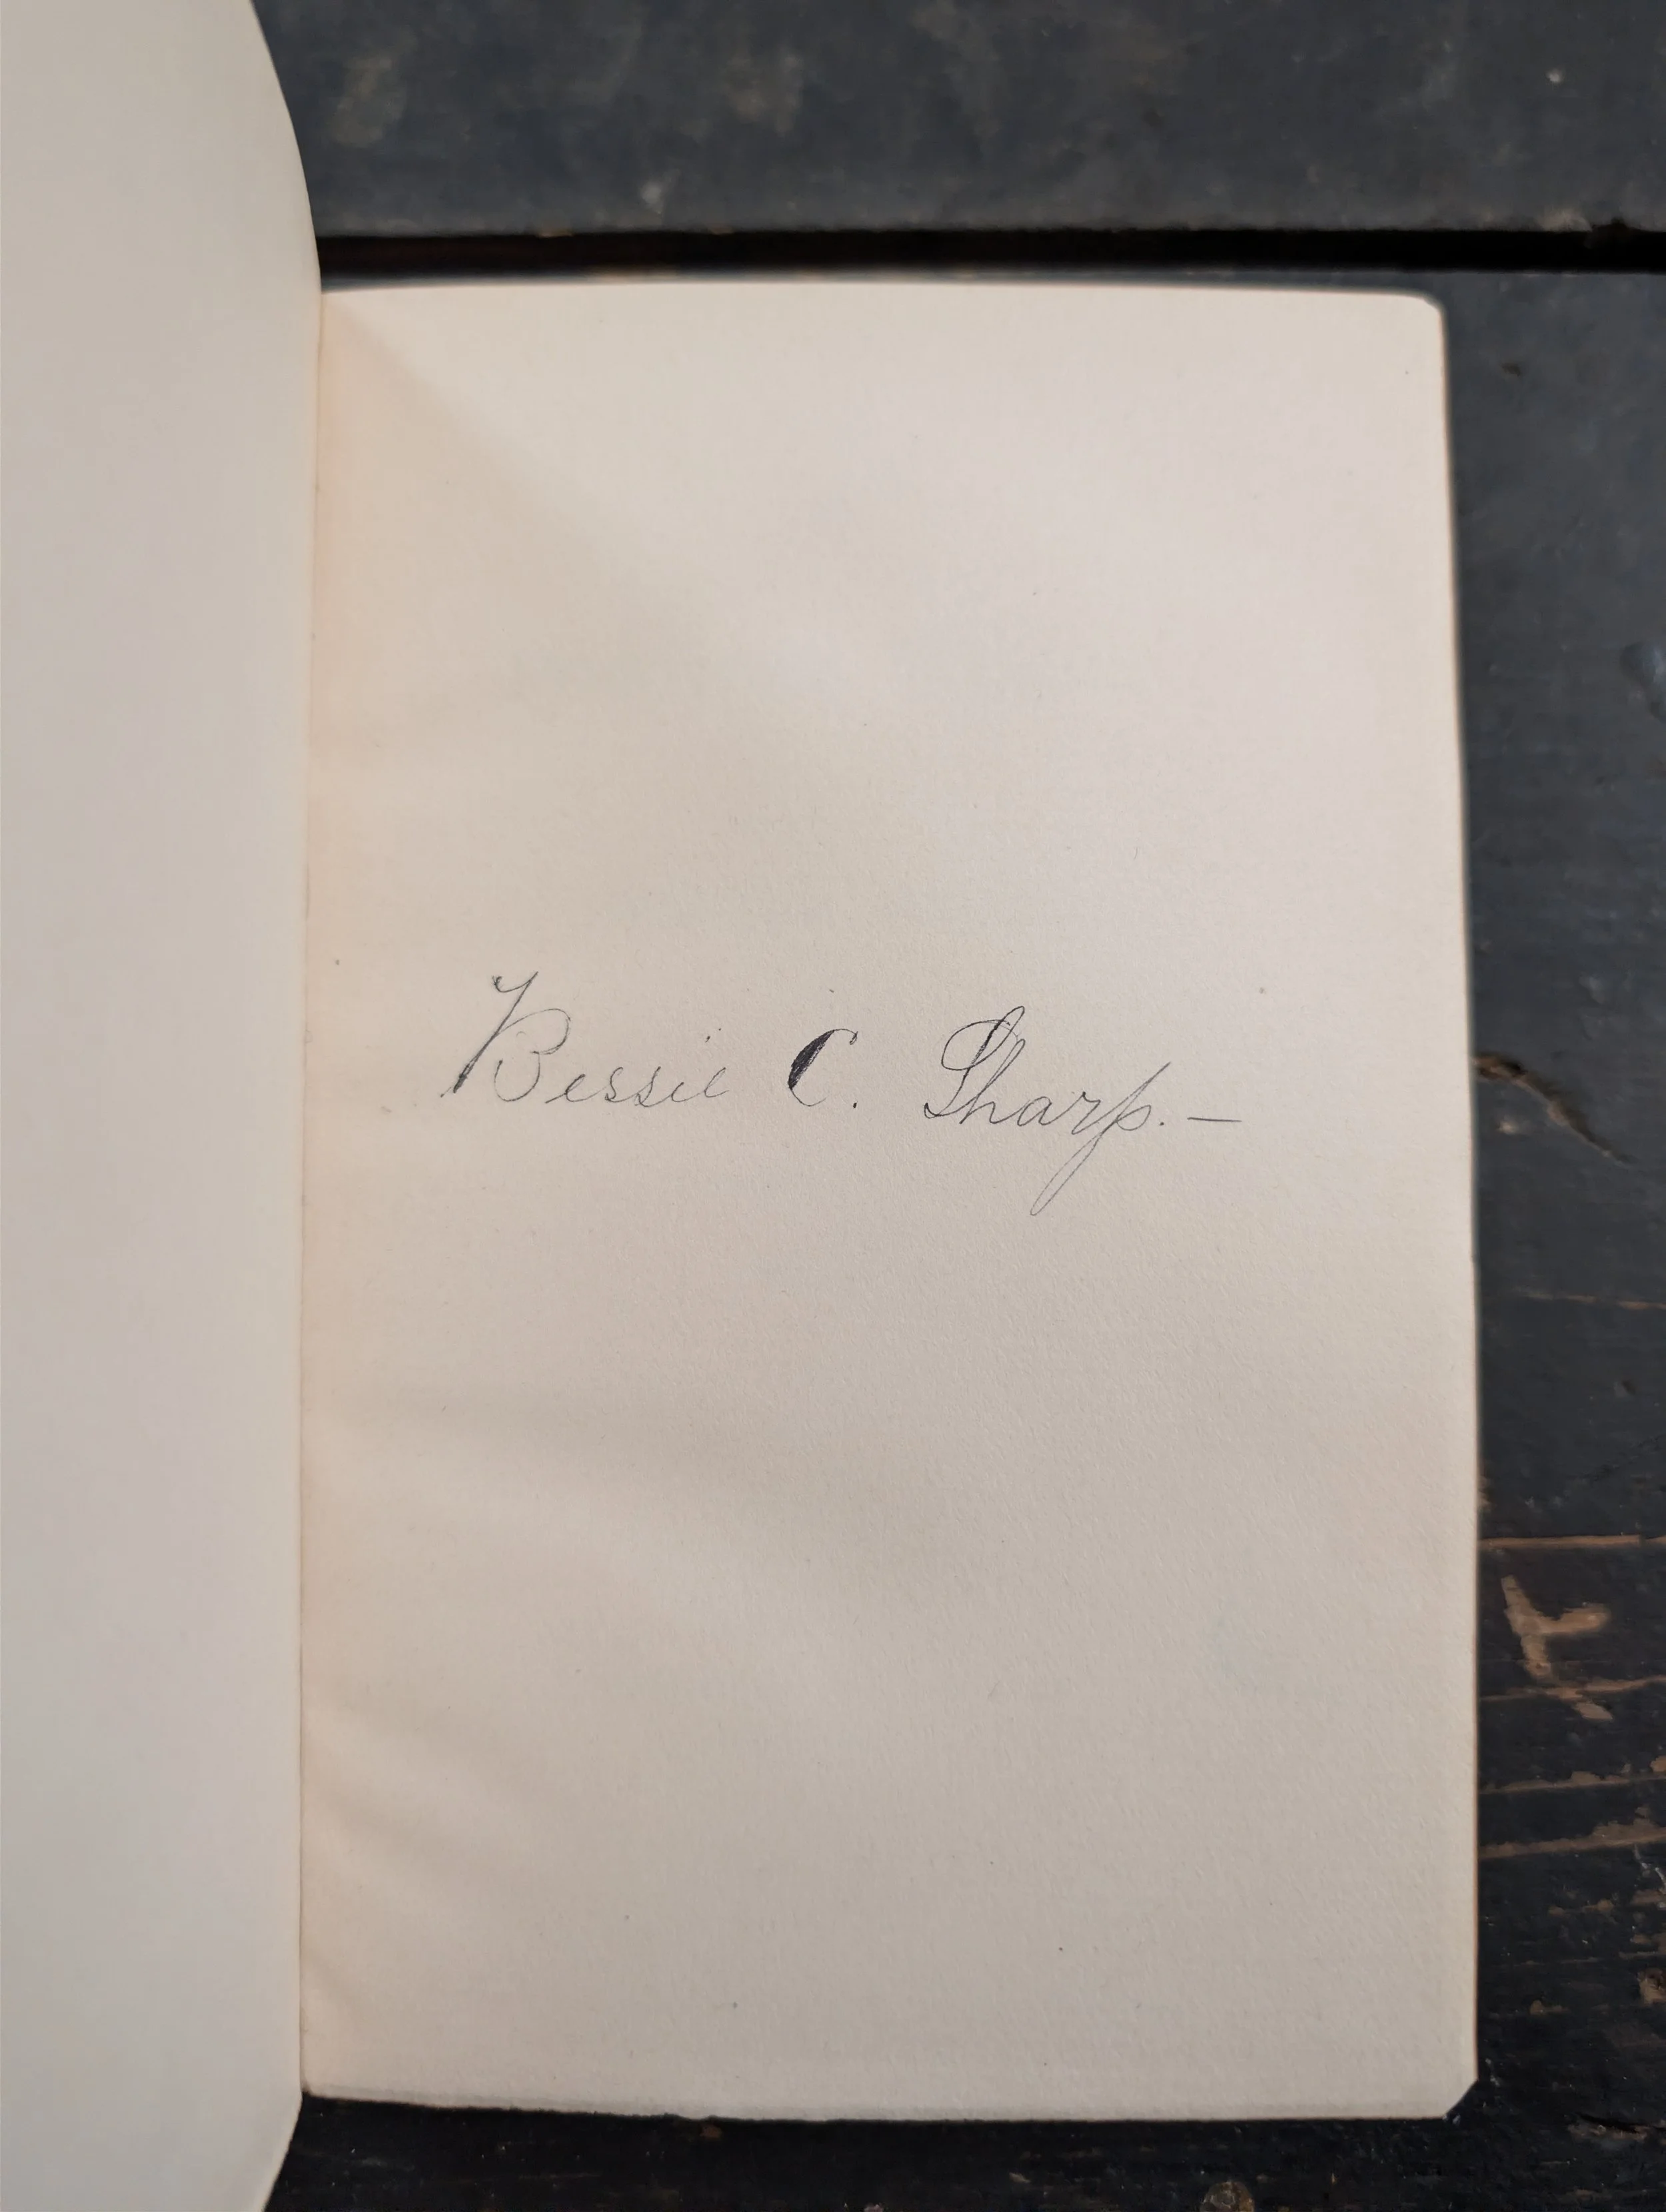 Bessie C. Sharp. —